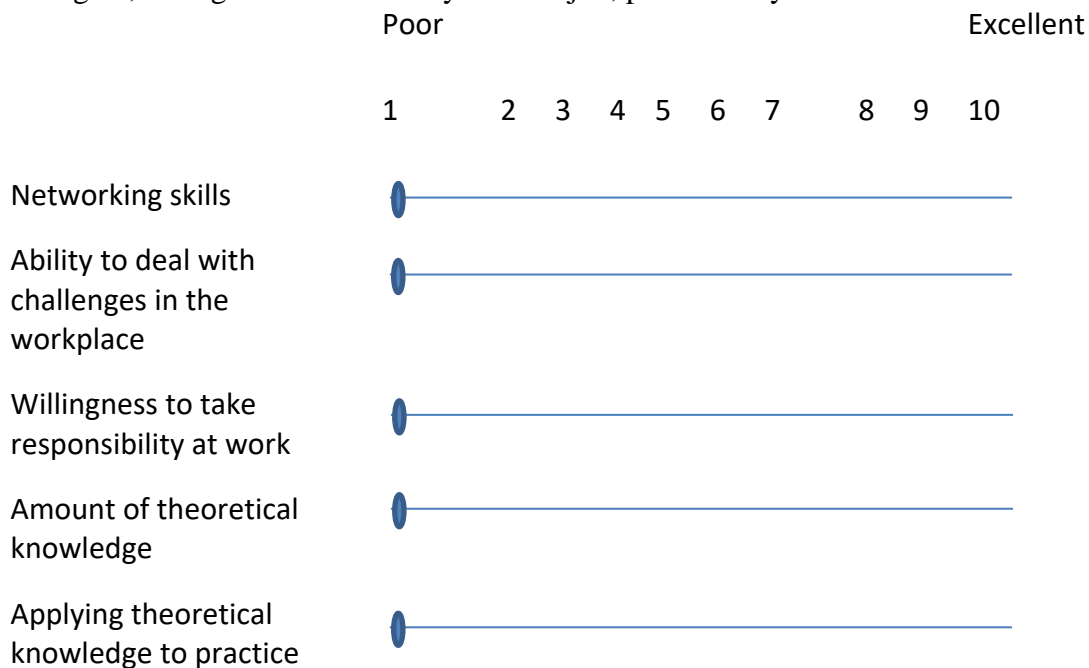 Poor Excellent
1 2 3 4 5 6 7 8 9 10
Networking skills
Ability to deal with
challenges in the
workplace
Willingness to take
responsibility at work
Amount of theoretical
knowledge
Applying theoretical
knowledge to practice